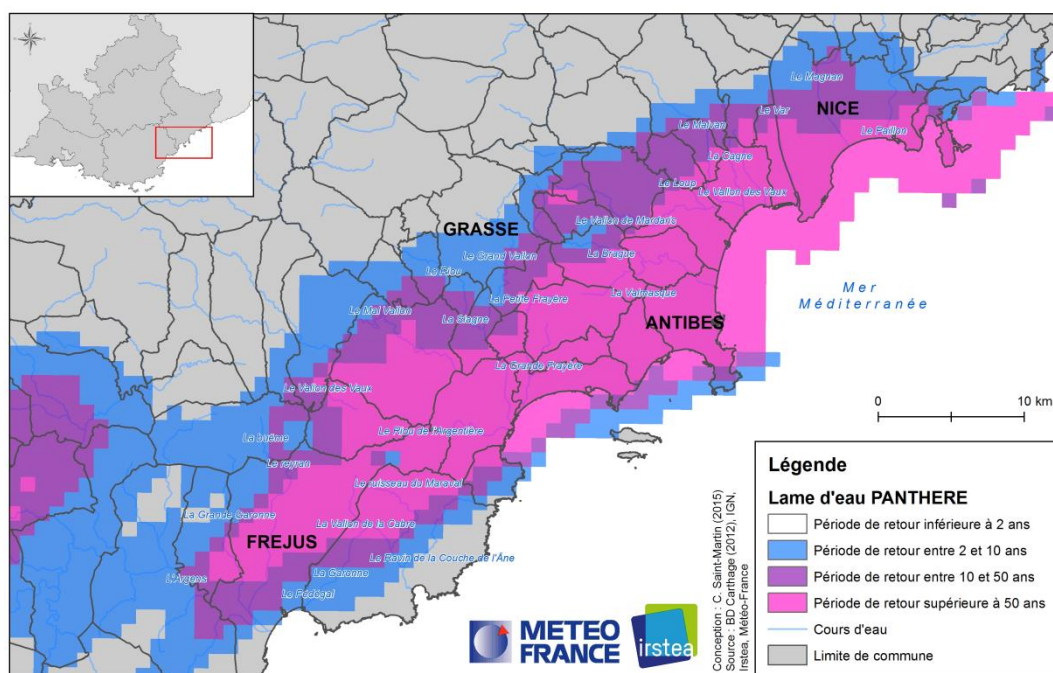 Le Magnan
NICE
Le Var
Le Malvan
Le Paillon
La Cagne
Le Loup
Le Vallon des Vaux
Le Vallon de Mardaric
GRASSE
Le Grand Vallon
La Brague
Le Riou
Mer
Méditerranée
La Petite Frayère
La Valmasque
Le Mal Vallon
La Siagne
ANTIBES
La Grande Frayère
Le Vallon des Vaux
0 10 km
Le Riou de l'Argentière
La buème
Le reyran
Le ruisseau du Maraval
La Grande Garonne
Le Vallon de la Cabre
FREJUS
Le Ravin de la Couche de l'Âne
La Garonne
L'Argens
Le Pédégal
METEO
FRANCE
irstea
Conception : C. Saint-Martin (2015)
Source : BD Carthage (2012), IGN,
Irstea, Météo-France
Légende
Lame d'eau PANTHERE
Période de retour inférieure à 2 ans
Période de retour entre 2 et 10 ans
Période de retour entre 10 et 50 ans
Période de retour supérieure à 50 ans
Cours d'eau
Limite de commune